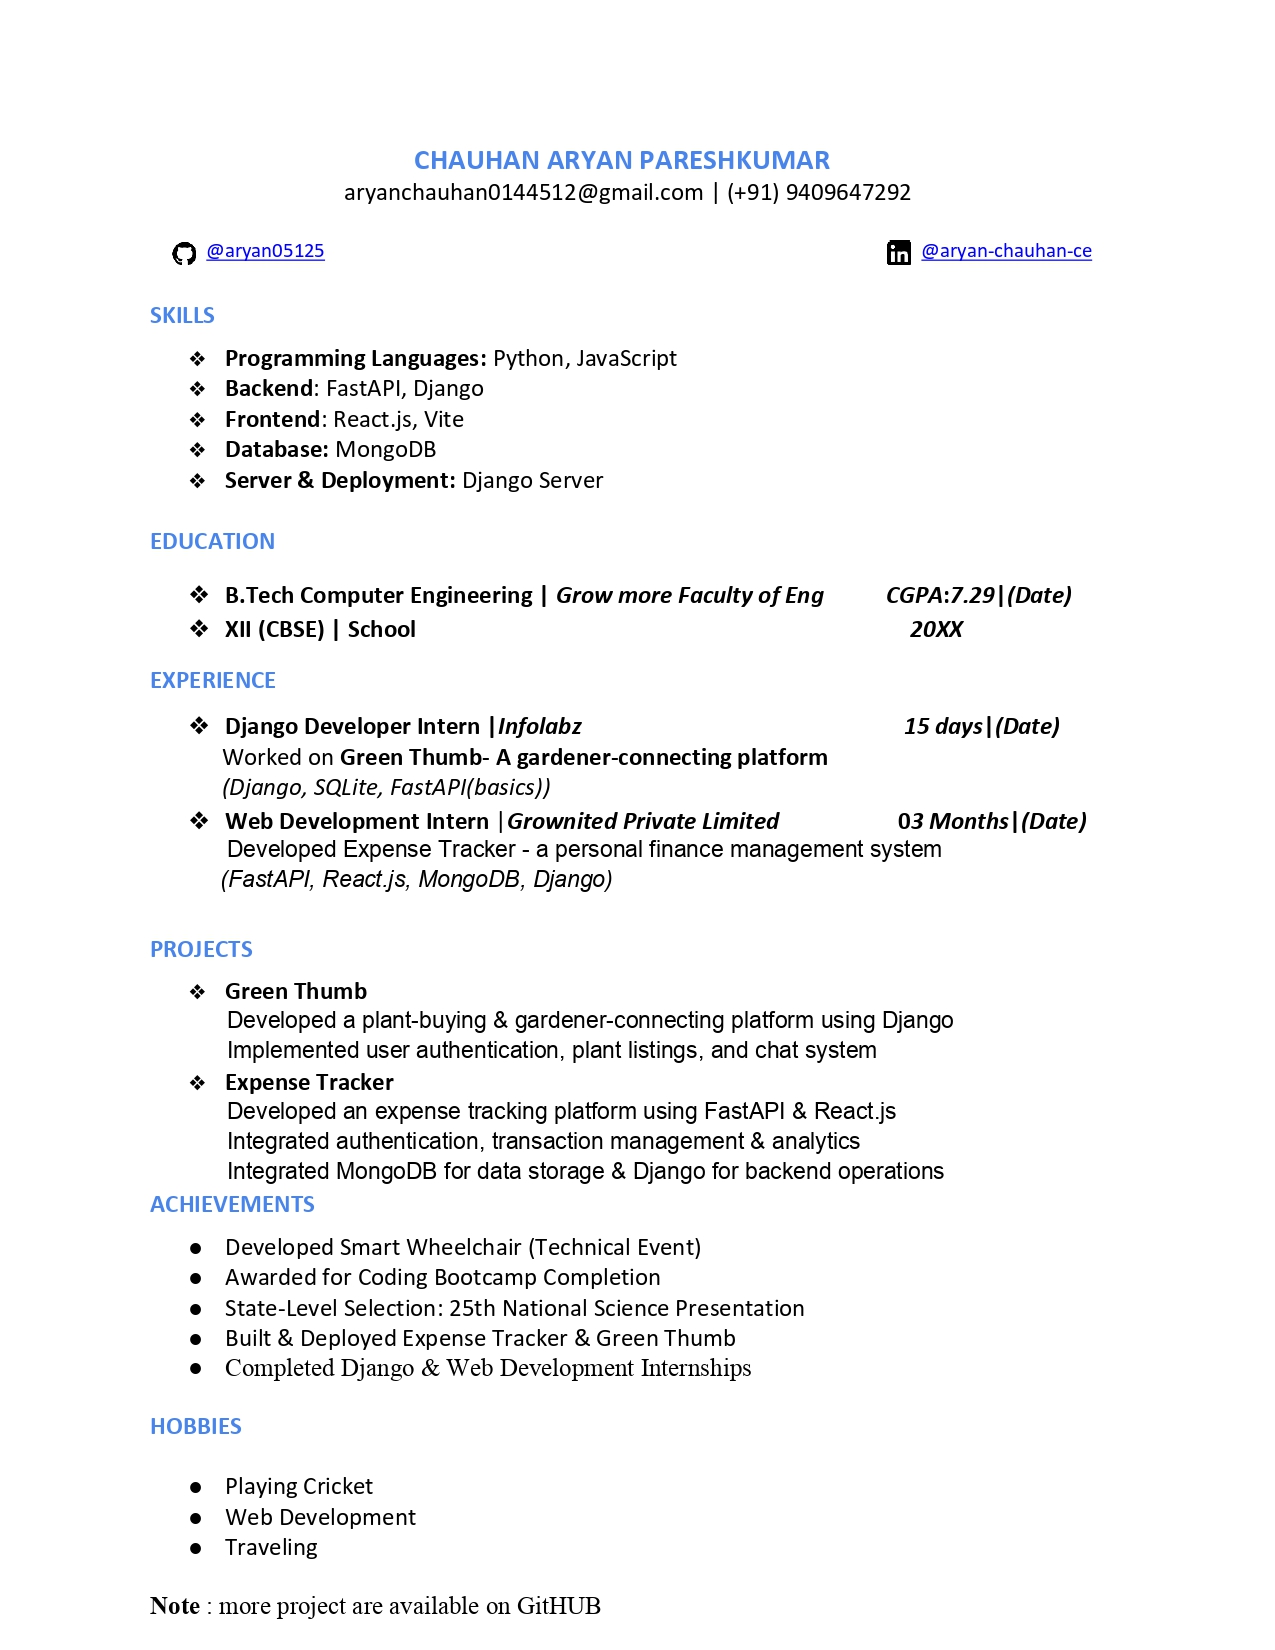 CHAUHAN ARYAN PARESHKUMAR
aryanchauhan0144512@gmail.com | (+91) 9409647292
@aryan05125 @aryan-chauhan-ce
SKILLS
❖ Programming Languages: Python, JavaScript
❖ Backend: FastAPI, Django
❖ Frontend: React.js, Vite
❖ Database: MongoDB
❖ Server & Deployment: Django Server
EDUCATION
❖ B.Tech Computer Engineering | Grow more Faculty of Eng CGPA:7.29|(Date)
❖ XII (CBSE) | School 20XX
EXPERIENCE
❖ Django Developer Intern |Infolabz 15 days|(Date)
Worked on Green Thumb- A gardener-connecting platform
(Django, SQLite, FastAPI(basics))
❖ Web Development Intern |Grownited Private Limited 03 Months|(Date)
Developed Expense Tracker - a personal finance management system
(FastAPI, React.js, MongoDB, Django)
PROJECTS
❖ Green Thumb
Developed a plant-buying & gardener-connecting platform using Django
Implemented user authentication, plant listings, and chat system
❖ Expense Tracker
Developed an expense tracking platform using FastAPI & React.js
Integrated authentication, transaction management & analytics
Integrated MongoDB for data storage & Django for backend operations
ACHIEVEMENTS
● Developed Smart Wheelchair (Technical Event)
● Awarded for Coding Bootcamp Completion
● State-Level Selection: 25th National Science Presentation
● Built & Deployed Expense Tracker & Green Thumb
● Completed Django & Web Development Internships
HOBBIES
● Playing Cricket
● Web Development
● Traveling
Note : more project are available on GitHUB